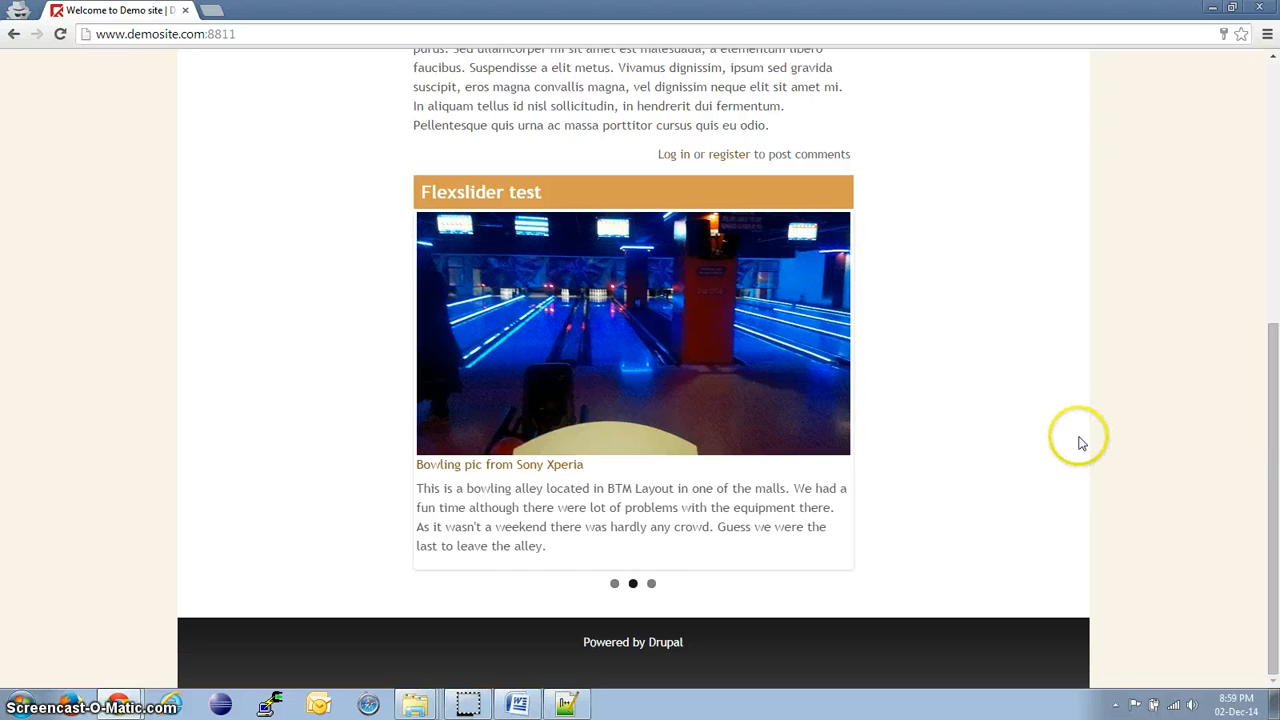 Welcome to Demo site | D
www.demosite.com:8811
purus. Sed ullamcorper mi sit amet est malesuada, a elementum libero
faucibus. Suspendisse a elit metus. Vivamus dignissim, ipsum sed gravida
suscipit, eros magna convallis magna, vel dignissim neque elit sit amet mi.
In aliquam tellus id nisl sollicitudin, in hendrerit dui fermentum.
Pellentesque quis urna ac massa porttitor cursus quis eu odio.
Log in or register to post comments
Flexslider test
Bowling pic from Sony Xperia
This is a bowling alley located in BTM Layout in one of the malls. We had a
fun time although there were lot of problems with the equipment there.
As it wasn't a weekend there was hardly any crowd. Guess we were the
last to leave the alley.
Powered by Drupal
Screencast-O-Matic.com
8:59 PM
02-Dec-14